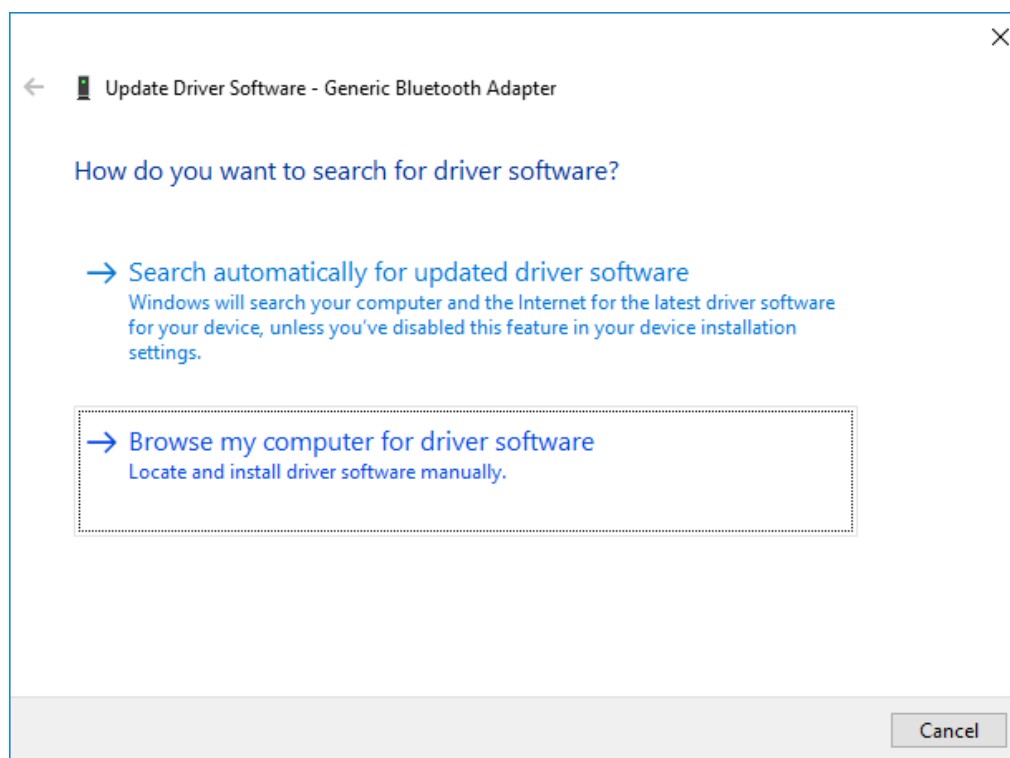 Update Driver Software - Generic Bluetooth Adapter
How do you want to search for driver software?
Search automatically for updated driver software
Windows will search your computer and the Internet for the latest driver software
for your device, unless you've disabled this feature in your device installation
settings.
Browse my computer for driver software
Locate and install driver software manually.
Cancel